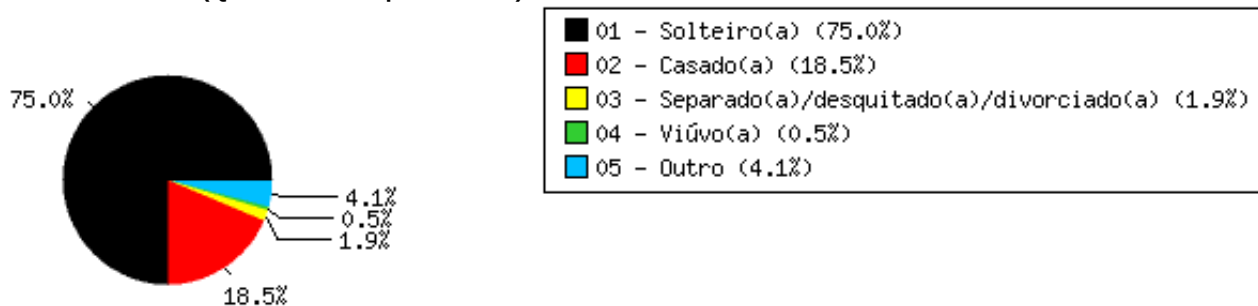 01 - Solteiro(a) (75.0%)
02 - Casado(a) (18.5%)
03 - Separado(a)/desquitado(a)/divorciado(a) (1.9%)
04 - Viúvo(a) (0.5%)
05 - Outro (4.1%)
75.0%
4.1%
0.5%
1.9%
18.5%